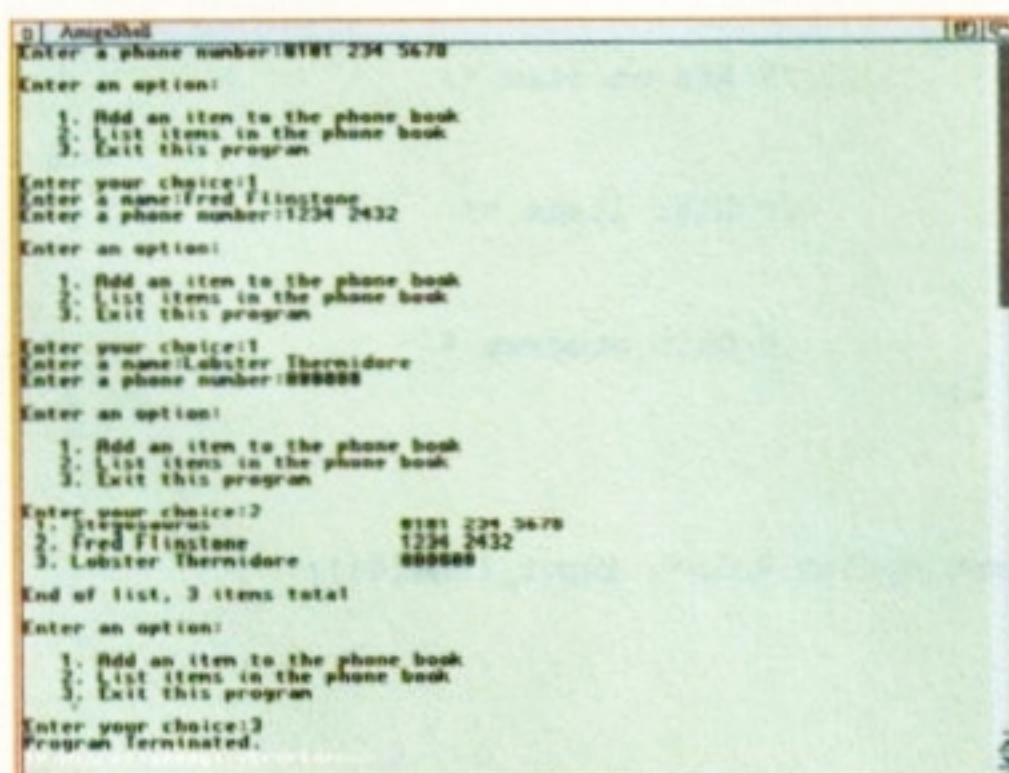 AmigaShell
Enter a phone number:0101 234 5678
Enter an option:
1. Add an item to the phone book
2. List items in the phone book
3. Exit this program
Enter your choice:1
Enter a name:Fred Flinstone
Enter a phone number:1234 2432
Enter an option:
1. Add an item to the phone book
2. List items in the phone book
3. Exit this program
Enter your choice:1
Enter a name:Lobster Thermidore
Enter a phone number:000000
Enter an option:
1. Add an item to the phone book
2. List items in the phone book
3. Exit this program
Enter your choice:2
1. Stegosaurus 0101 234 5678
2. Fred Flinstone 1234 2432
3. Lobster Thermidore 000000
End of list, 3 items total
Enter an option:
1. Add an item to the phone book
2. List items in the phone book
3. Exit this program
Enter your choice:3
Program Terminated.